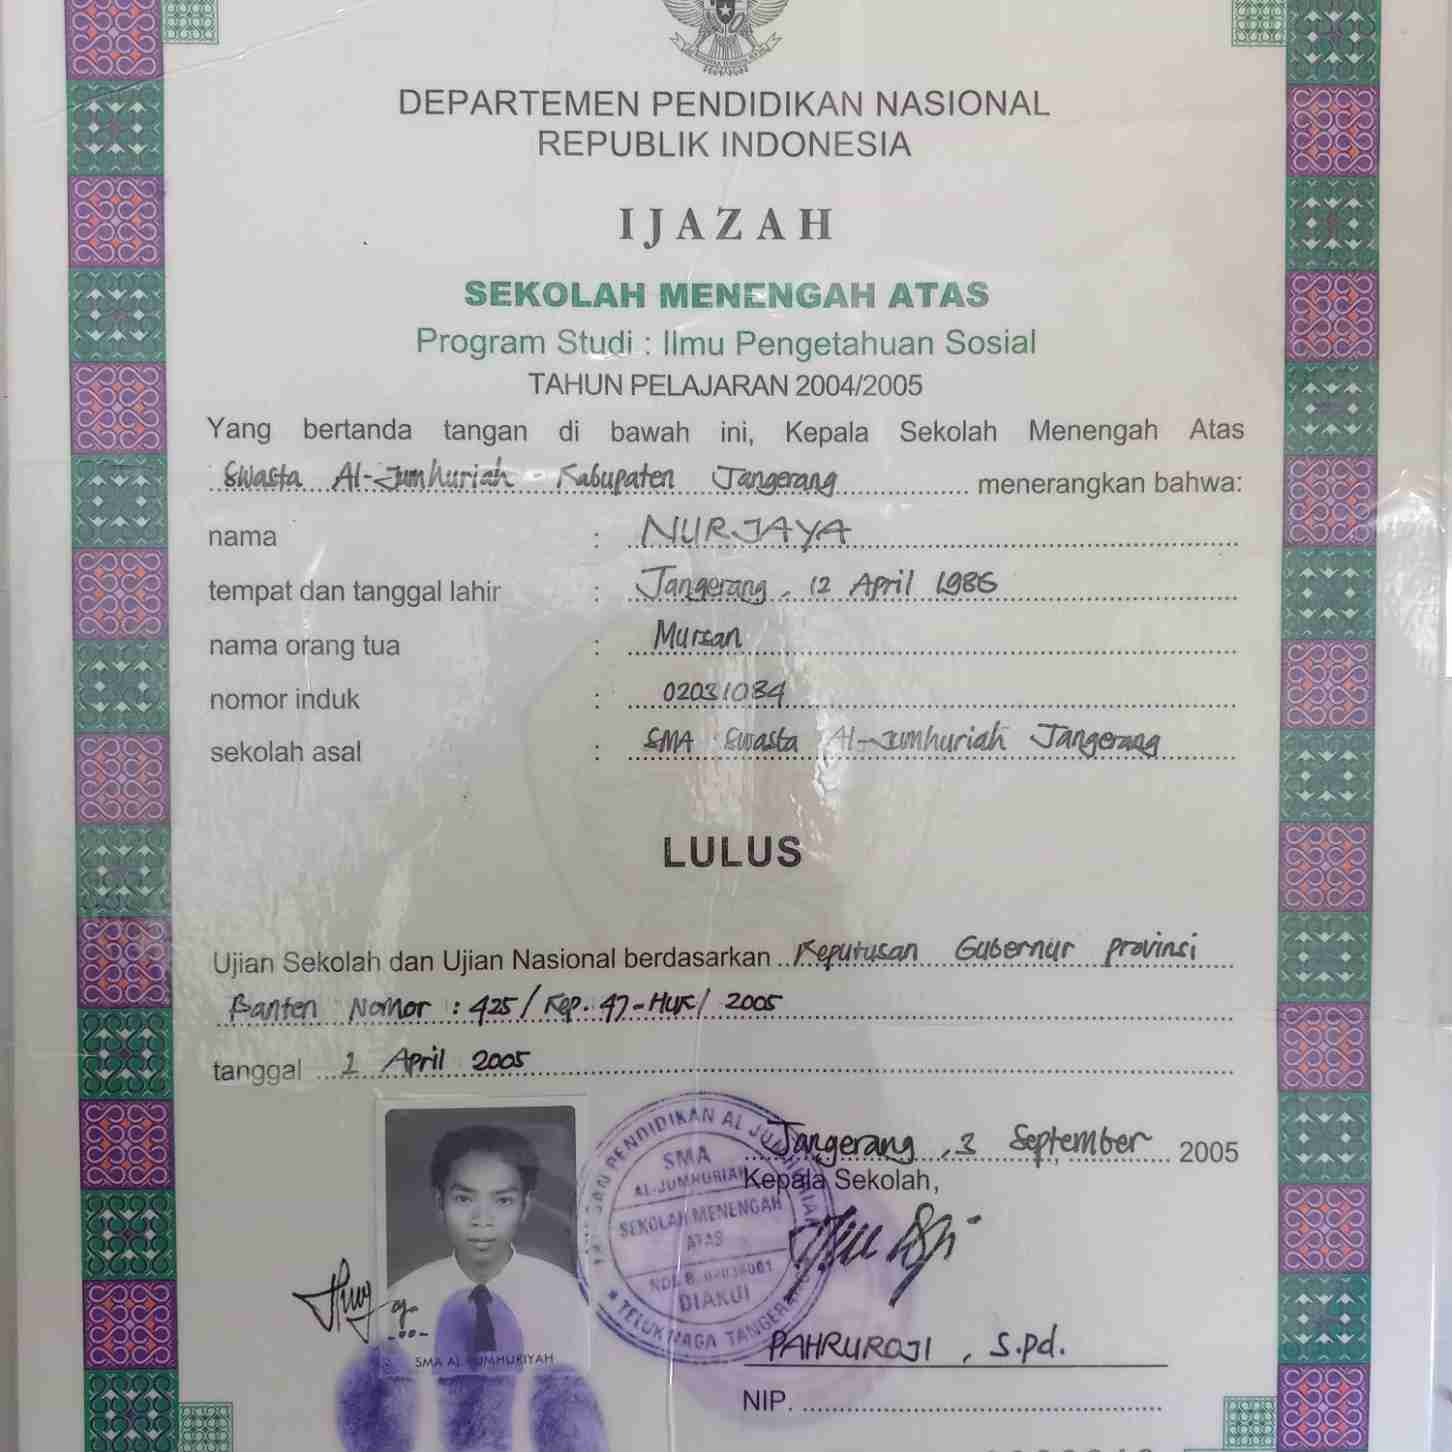 DEPARTEMEN PENDIDIKAN NASIONAL
REPUBLIK INDONESIA
IJAZAH
SEKOLAH MENENGAH ATAS
Program Studi : Ilmu Pengetahuan Sosial
TAHUN PELAJARAN 2004/2005
Yang bertanda tangan di bawah ini, Kepala Sekolah Menengah Atas
Swasta Al-Jumhuriah - Kabupaten Tangerang menerangkan bahwa:
nama : NURJAYA
tempat dan tanggal lahir : Tangerang, 12 April 1986
nama orang tua : Mursan
nomor induk : 02031084
sekolah asal : SMA Swasta Al-Jumhuriah Tangerang
LULUS
Ujian Sekolah dan Ujian Nasional berdasarkan Keputusan Gubernur Provinsi
Banten Nomor : 425/Kep.47-Huk/2005
tanggal 1 April 2005
Tangerang, 3 September 2005
Kepala Sekolah,
PENDIDIKAN AL JUMHURIAH
SMA
AL-JUMHURIAH
SEKOLAH MENENGAH
ATAS
DIAKUI
TELUKNAGA TANGERANG
SMA AL JUMHURIYAH
PAHRUROJI, S.pd.
NIP.